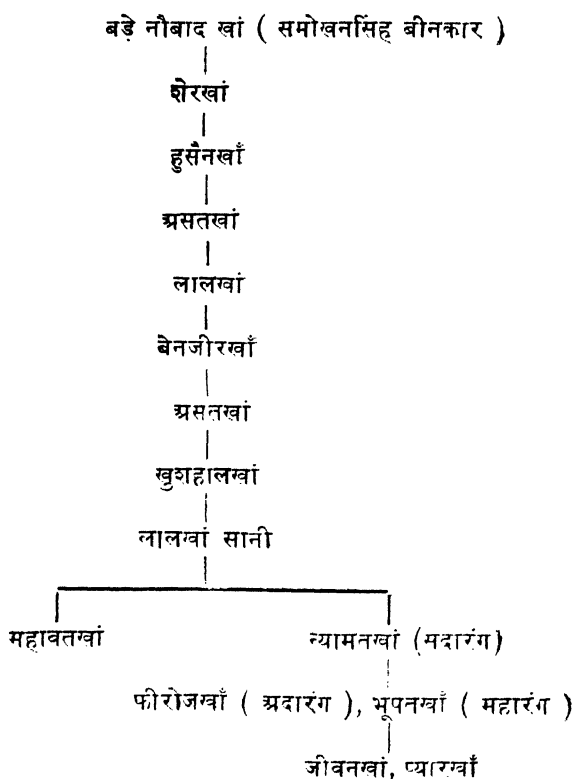 बड़े नौबाद खां ( समोखनसिंह बीनकार )
शेरखां
हुसैनखाँ
असतखां
लालखां
बेनजीरखाँ
असतखां
खुशहालखां
लालखां सानी
महावतखां न्यामतखां (सदारंग)
फीरोजखाँ ( अदारंग ), भूपतखाँ ( महारंग )
जीवनखां, प्यारखाँ